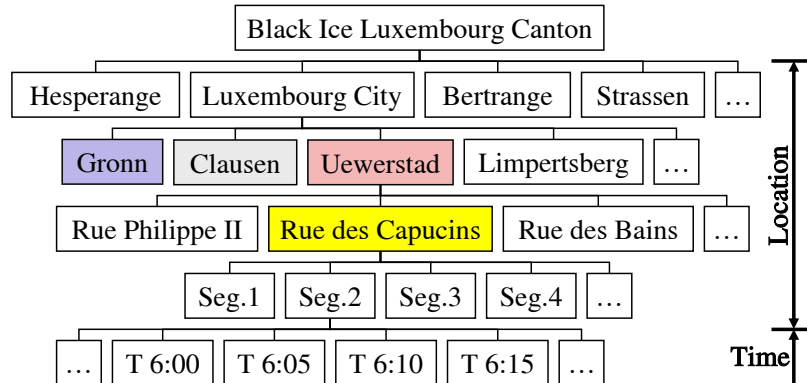 Black Ice Luxembourg Canton
Hesperange Luxembourg City Bertrange Strassen …
Gronn Clausen Uewerstad Limpertsberg …
Rue Philippe II Rue des Capucins Rue des Bains …
Seg.1 Seg.2 Seg.3 Seg.4 …
… T 6:00 T 6:05 T 6:10 T 6:15 …
Location
Time